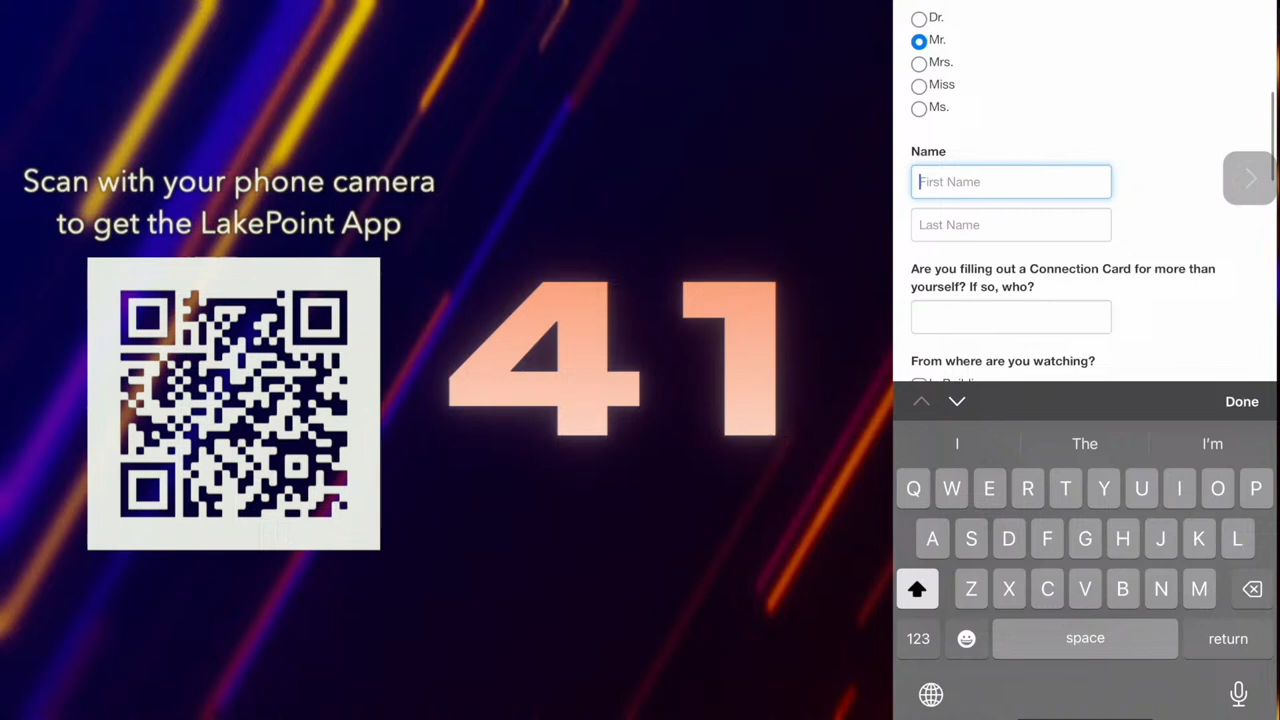 Scan with your phone camera
to get the LakePoint App
41
Dr.
Mr.
Mrs.
Miss
Ms.
Name
First Name
Last Name
Are you filling out a Connection Card for more than
yourself? If so, who?
From where are you watching?
Done
I The I'm
Q W E R T Y U I O P
A S D F G H J K L
Z X C V B N M
123 space return